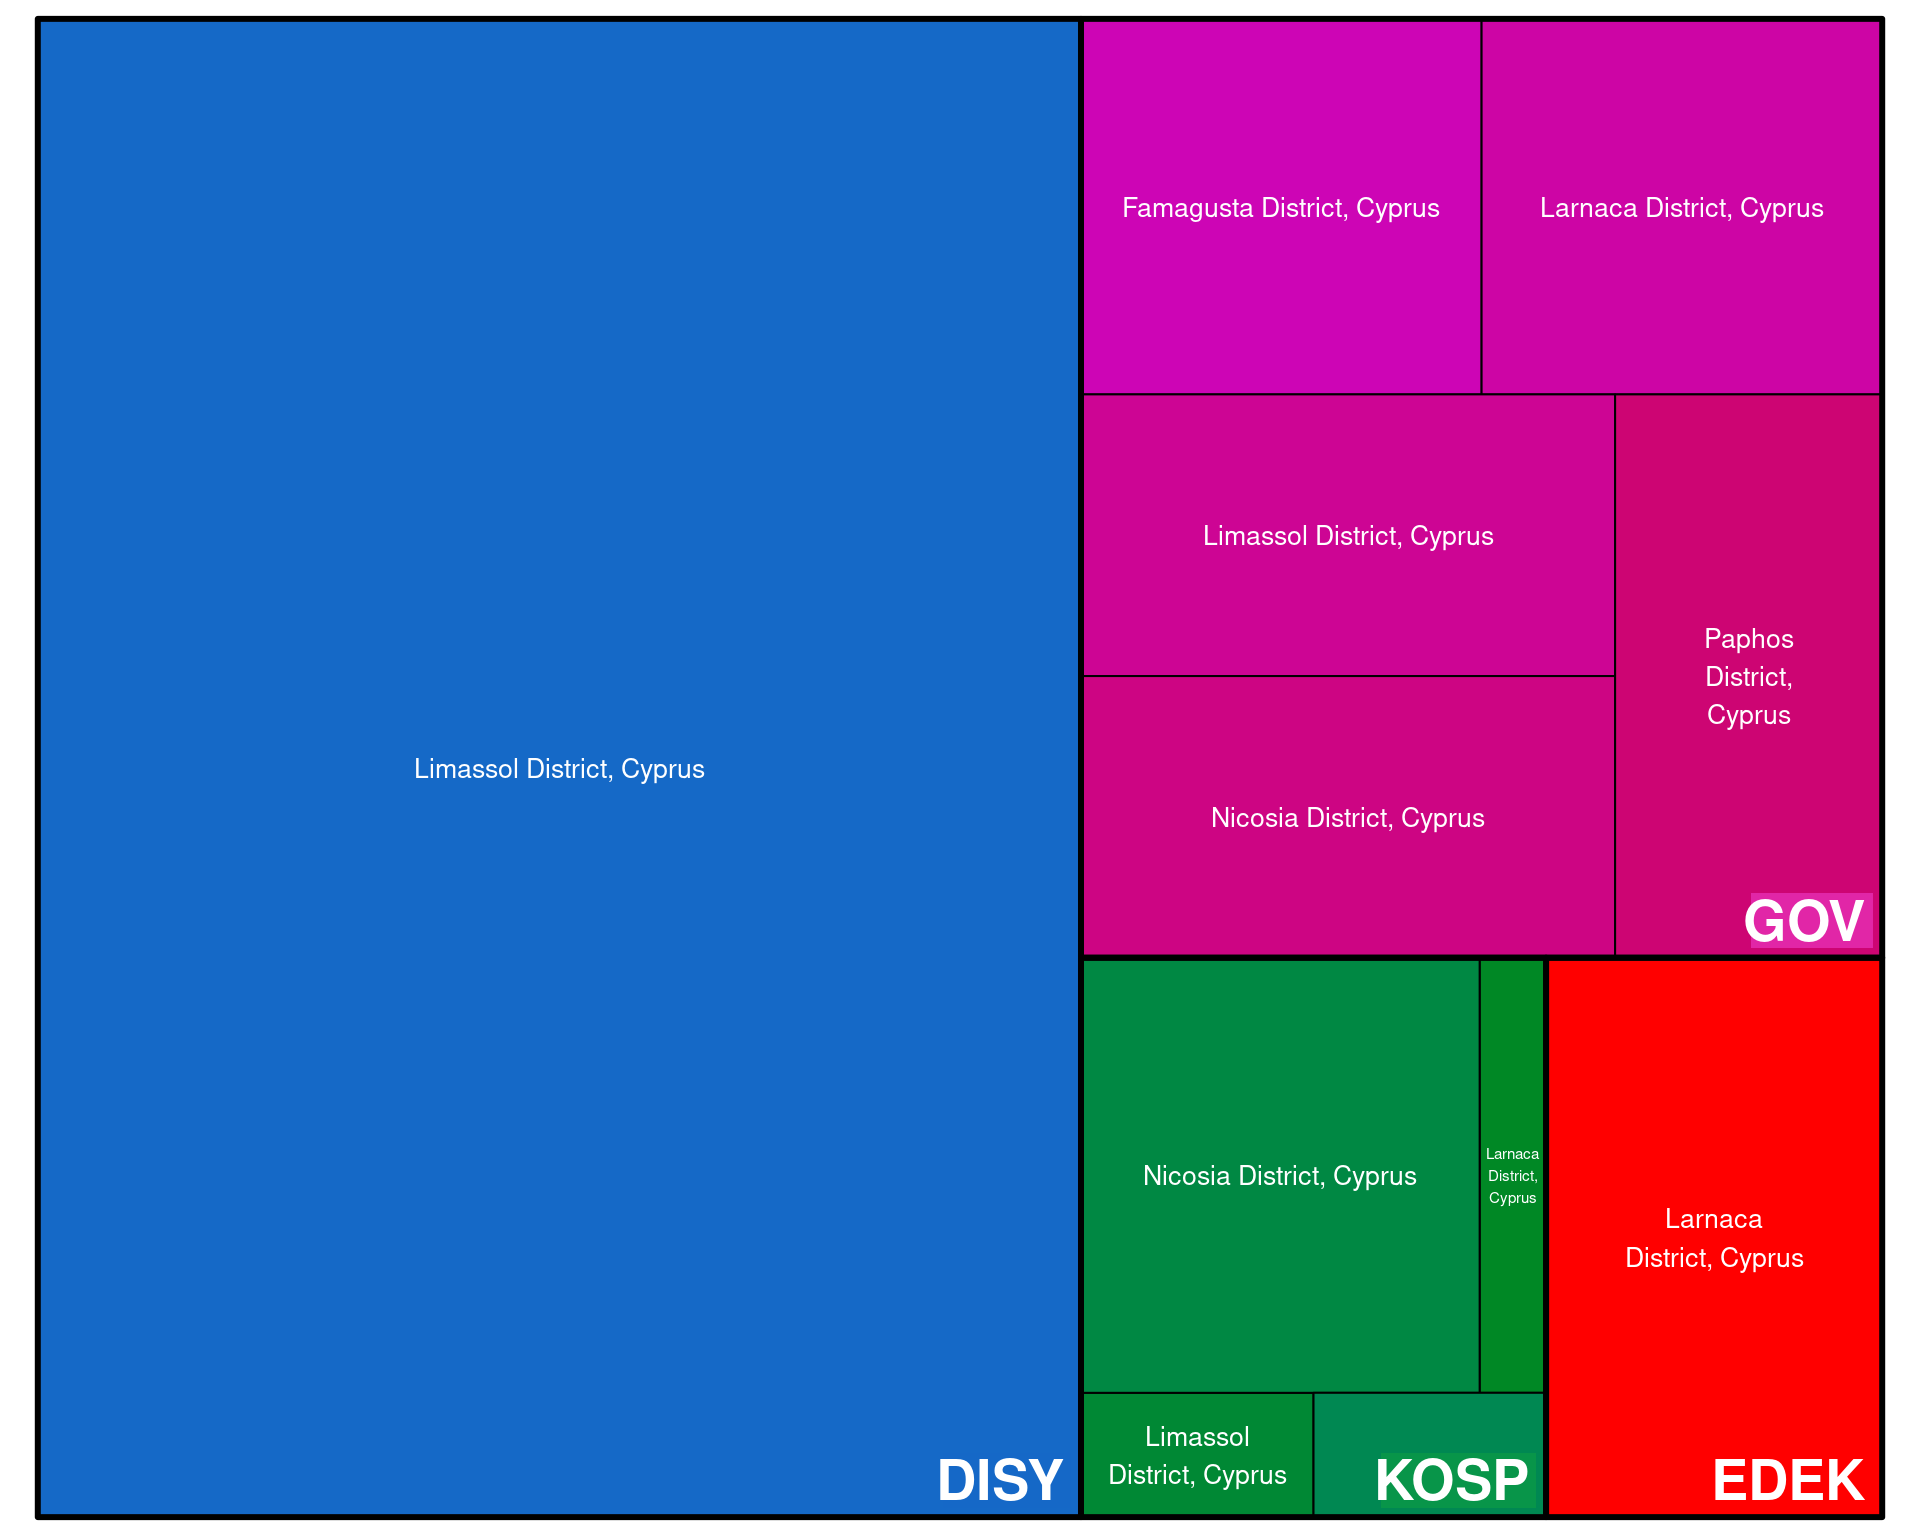 Limassol District, Cyprus
DISY
Famagusta District, Cyprus
Larnaca District, Cyprus
Limassol District, Cyprus
Nicosia District, Cyprus
Paphos
District,
Cyprus
GOV
Nicosia District, Cyprus
Larnaca
District,
Cyprus
Limassol
District, Cyprus
KOSP
Larnaca
District, Cyprus
EDEK